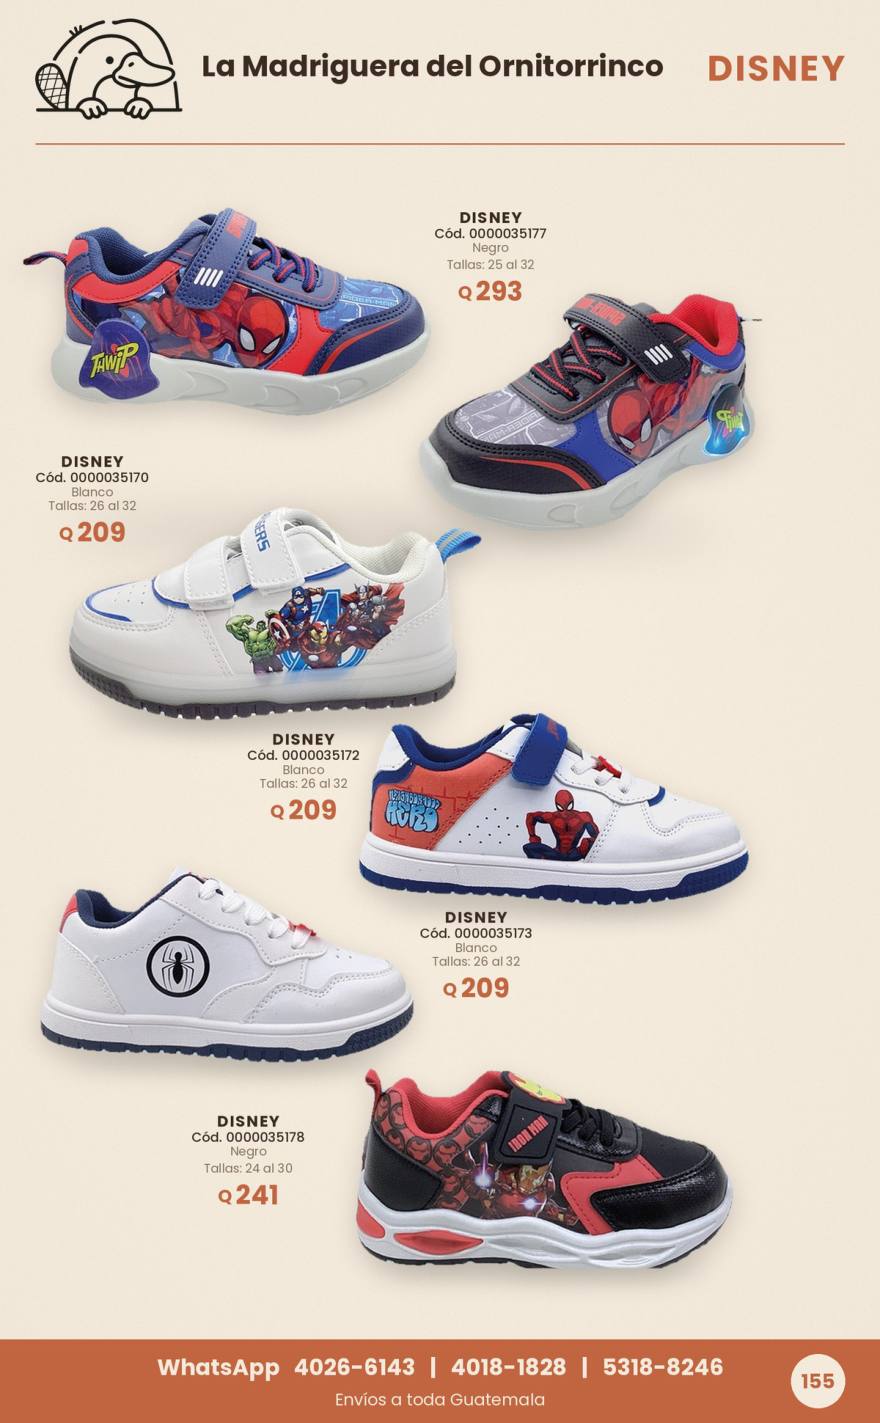 La Madriguera del Ornitorrinco
DISNEY
DISNEY
Cód. 0000035177
Negro
Tallas: 25 al 32
Q 293
THWIP
DISNEY
Cód. 0000035170
Blanco
Tallas: 26 al 32
Q 209
DISNEY
Cód. 0000035172
Blanco
Tallas: 26 al 32
Q 209
HERO
DISNEY
Cód. 0000035173
Blanco
Tallas: 26 al 32
Q 209
DISNEY
Cód. 0000035178
Negro
Tallas: 24 al 30
Q 241
IRON MAN
WhatsApp 4026-6143 | 4018-1828 | 5318-8246
Envíos a toda Guatemala
155